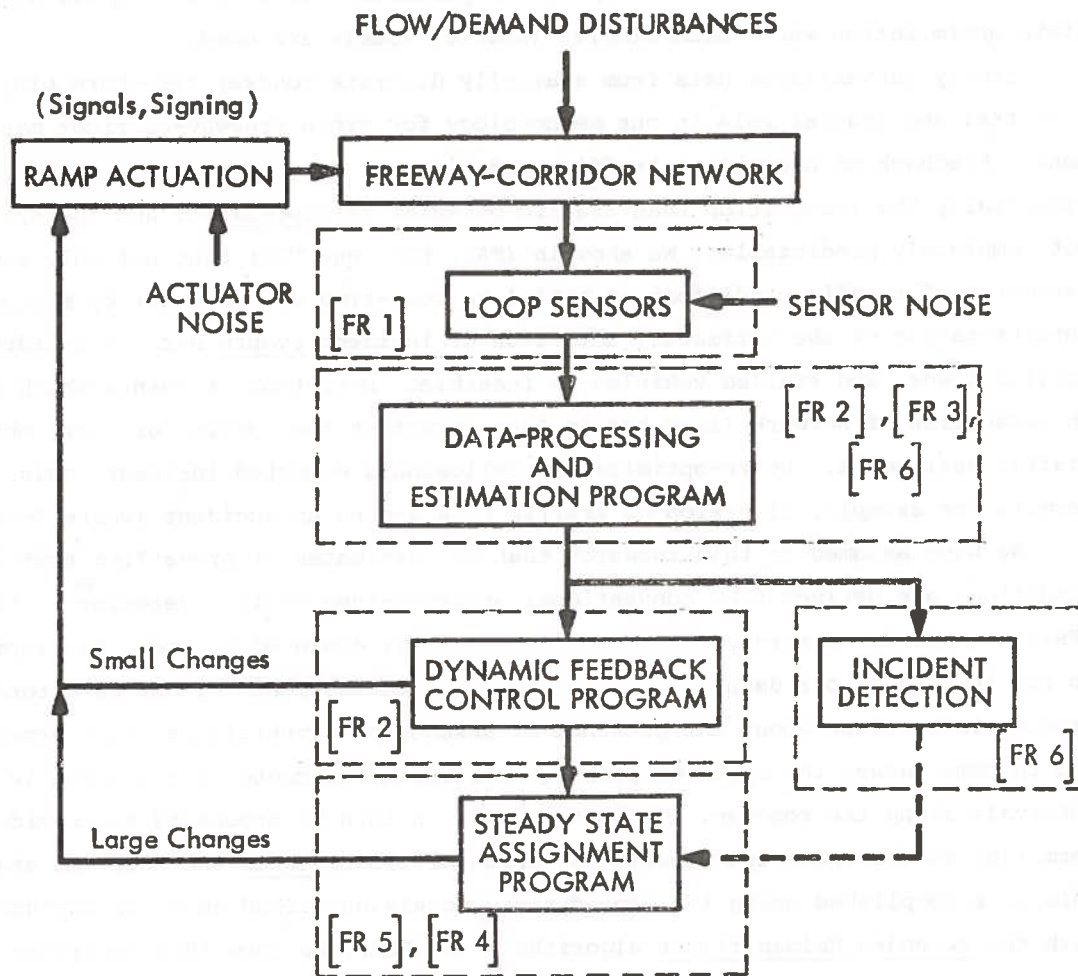 FLOW/DEMAND DISTURBANCES
(Signals, Signing)
RAMP ACTUATION
FREEWAY-CORRIDOR NETWORK
ACTUATOR
NOISE
[FR 1]
LOOP SENSORS
SENSOR NOISE
[FR 2], [FR 3],
[FR 6]
DATA-PROCESSING
AND
ESTIMATION PROGRAM
Small Changes
DYNAMIC FEEDBACK
CONTROL PROGRAM
[FR 2]
INCIDENT
DETECTION
[FR 6]
Large Changes
STEADY STATE
ASSIGNMENT
PROGRAM
[FR 5], [FR 4]